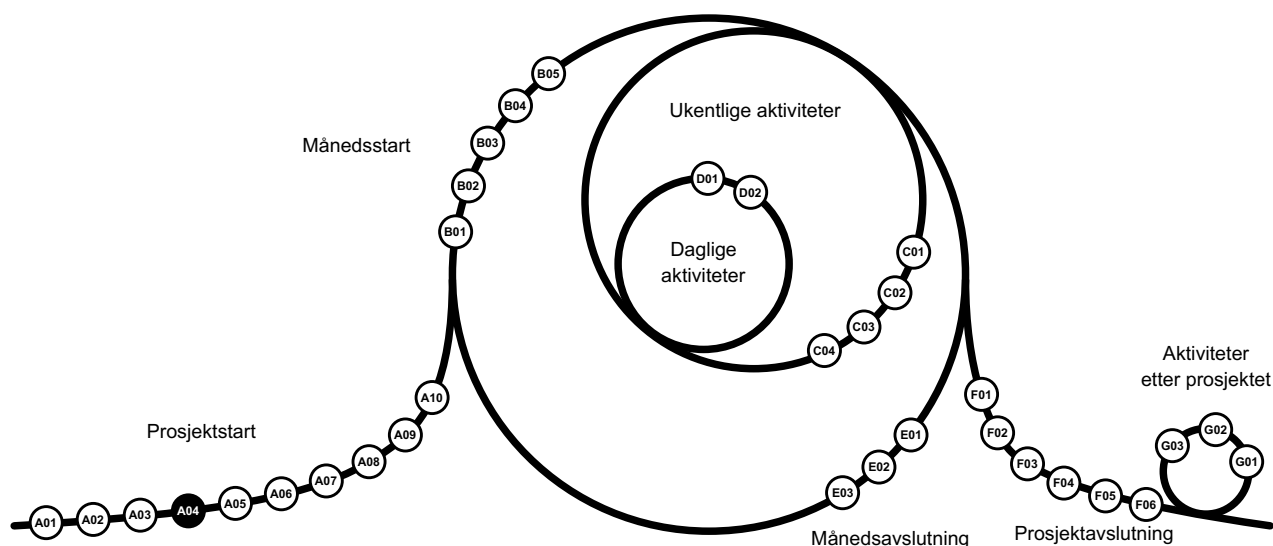 B05
B04
Ukentlige aktiviteter
Månedsstart
B03
D01
D02
B02
B01
Daglige
aktiviteter
C01
C02
C03
C04
Aktiviteter
etter prosjektet
A10
F01
Prosjektstart
A09
E01
F02
G02
G03
G01
A08
E02
F03
A07
A06
E03
F04
A05
F05
F06
A04
A03
A02
A01
Månedsavslutning
Prosjektavslutning